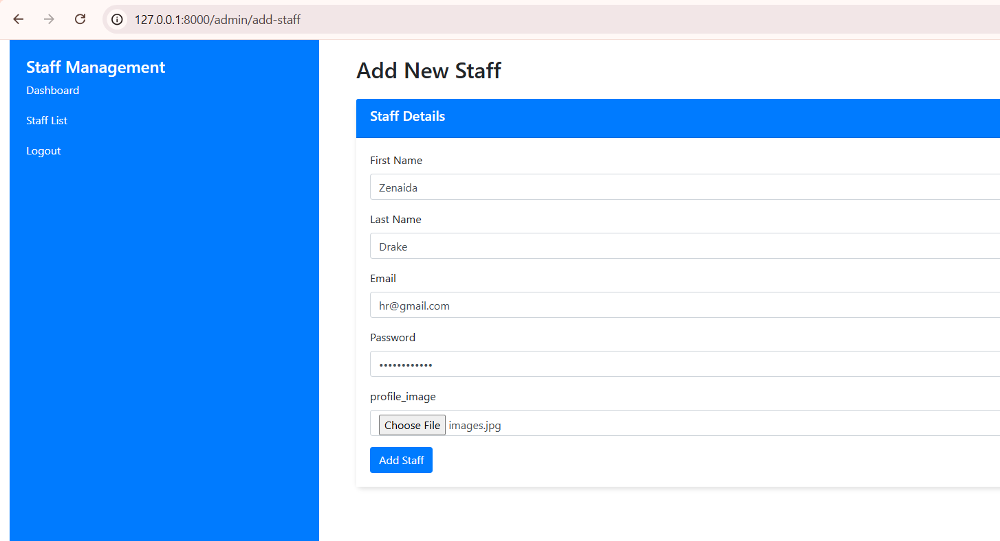 127.0.0.1:8000/admin/add-staff
Staff Management
Dashboard
Staff List
Logout
Add New Staff
Staff Details
First Name
Zenaida
Last Name
Drake
Email
hr@gmail.com
Password
••••••••••••
profile_image
Choose File images.jpg
Add Staff